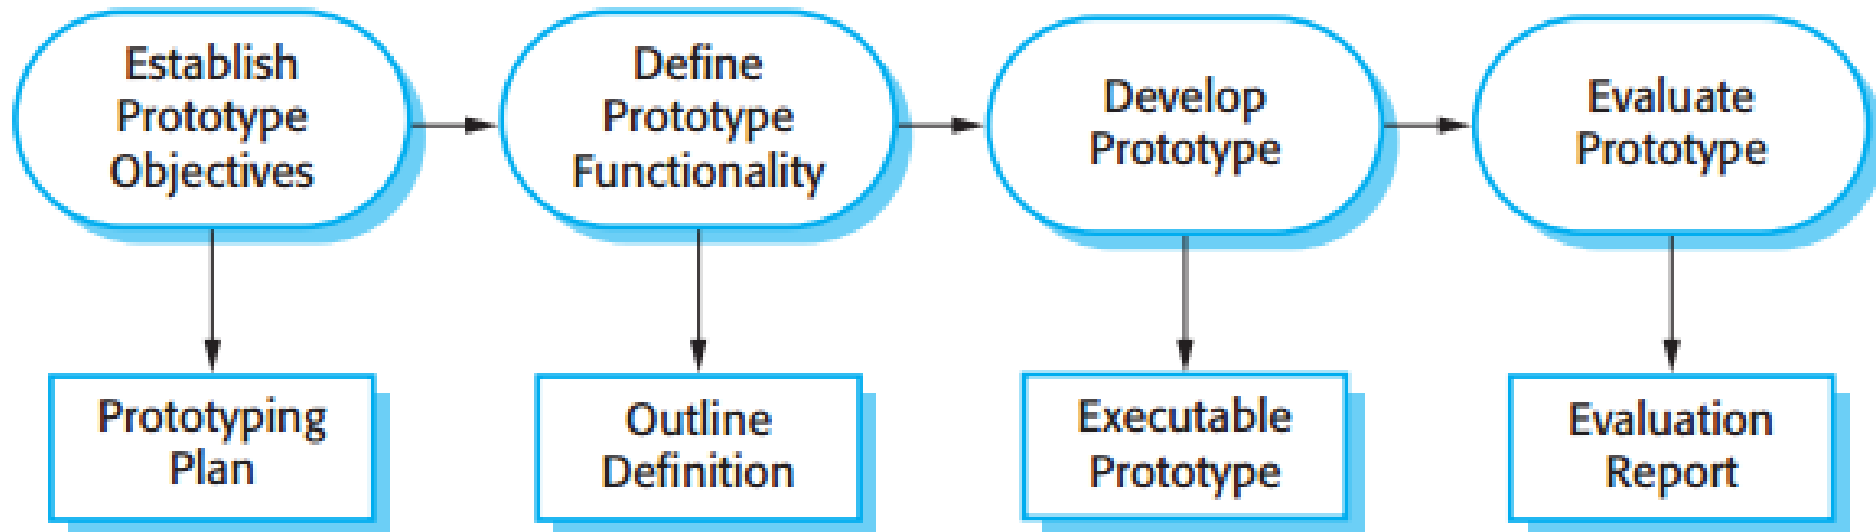 Establish
Prototype
Objectives
Define
Prototype
Functionality
Develop
Prototype
Evaluate
Prototype
Prototyping
Plan
Outline
Definition
Executable
Prototype
Evaluation
Report